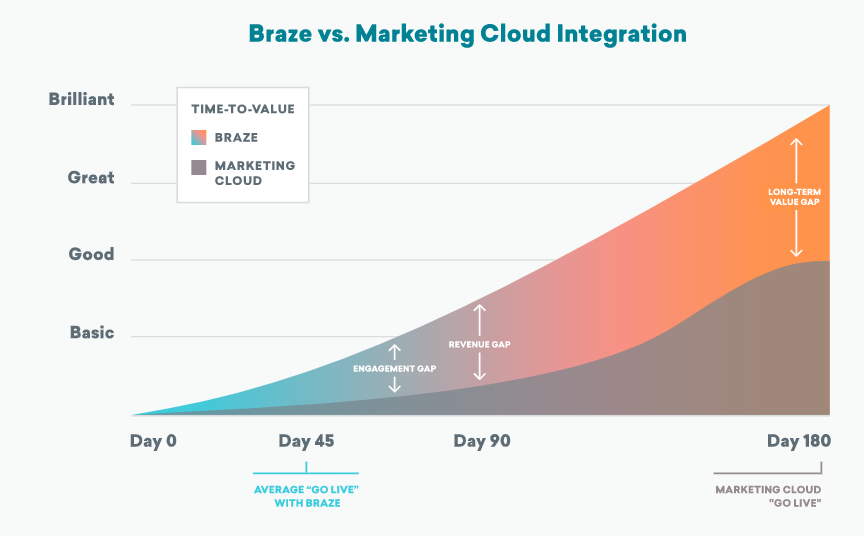 Braze vs. Marketing Cloud Integration
Brilliant
Great
Good
Basic
TIME-TO-VALUE
BRAZE
MARKETING
CLOUD
LONG-TERM
VALUE GAP
REVENUE GAP
ENGAGEMENT GAP
Day 0
Day 45
Day 90
Day 180
AVERAGE “GO LIVE”
WITH BRAZE
MARKETING CLOUD
"GO LIVE"